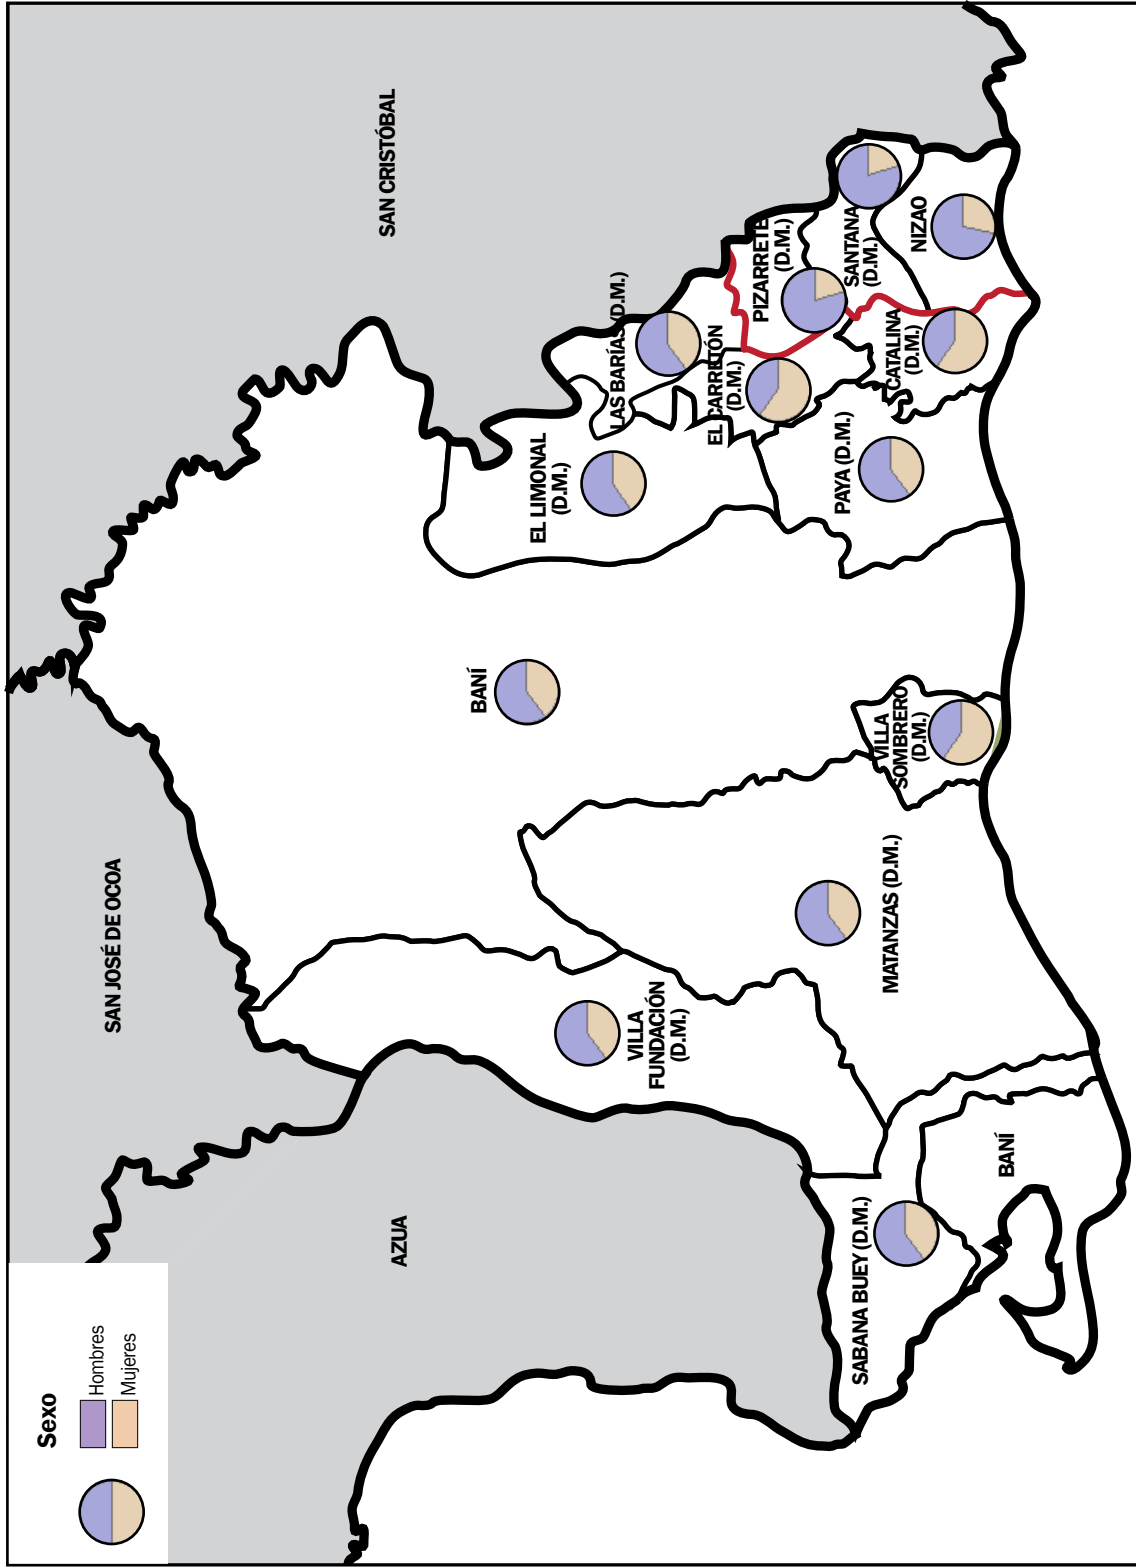 SAN JOSÉ DE OCOA
SAN CRISTÓBAL
AZUA
BANÍ
EL LIMONAL
(D.M.)
LAS BARÍAS (D.M.)
EL CARRETÓN
(D.M.)
PIZARRETE
(D.M.)
SANTANA
(D.M.)
NIZAO
CATALINA
(D.M.)
PAYA (D.M.)
VILLA
SOMBRERO
(D.M.)
MATANZAS (D.M.)
VILLA
FUNDACIÓN
(D.M.)
SABANA BUEY (D.M.)
BANÍ
Sexo
Hombres
Mujeres